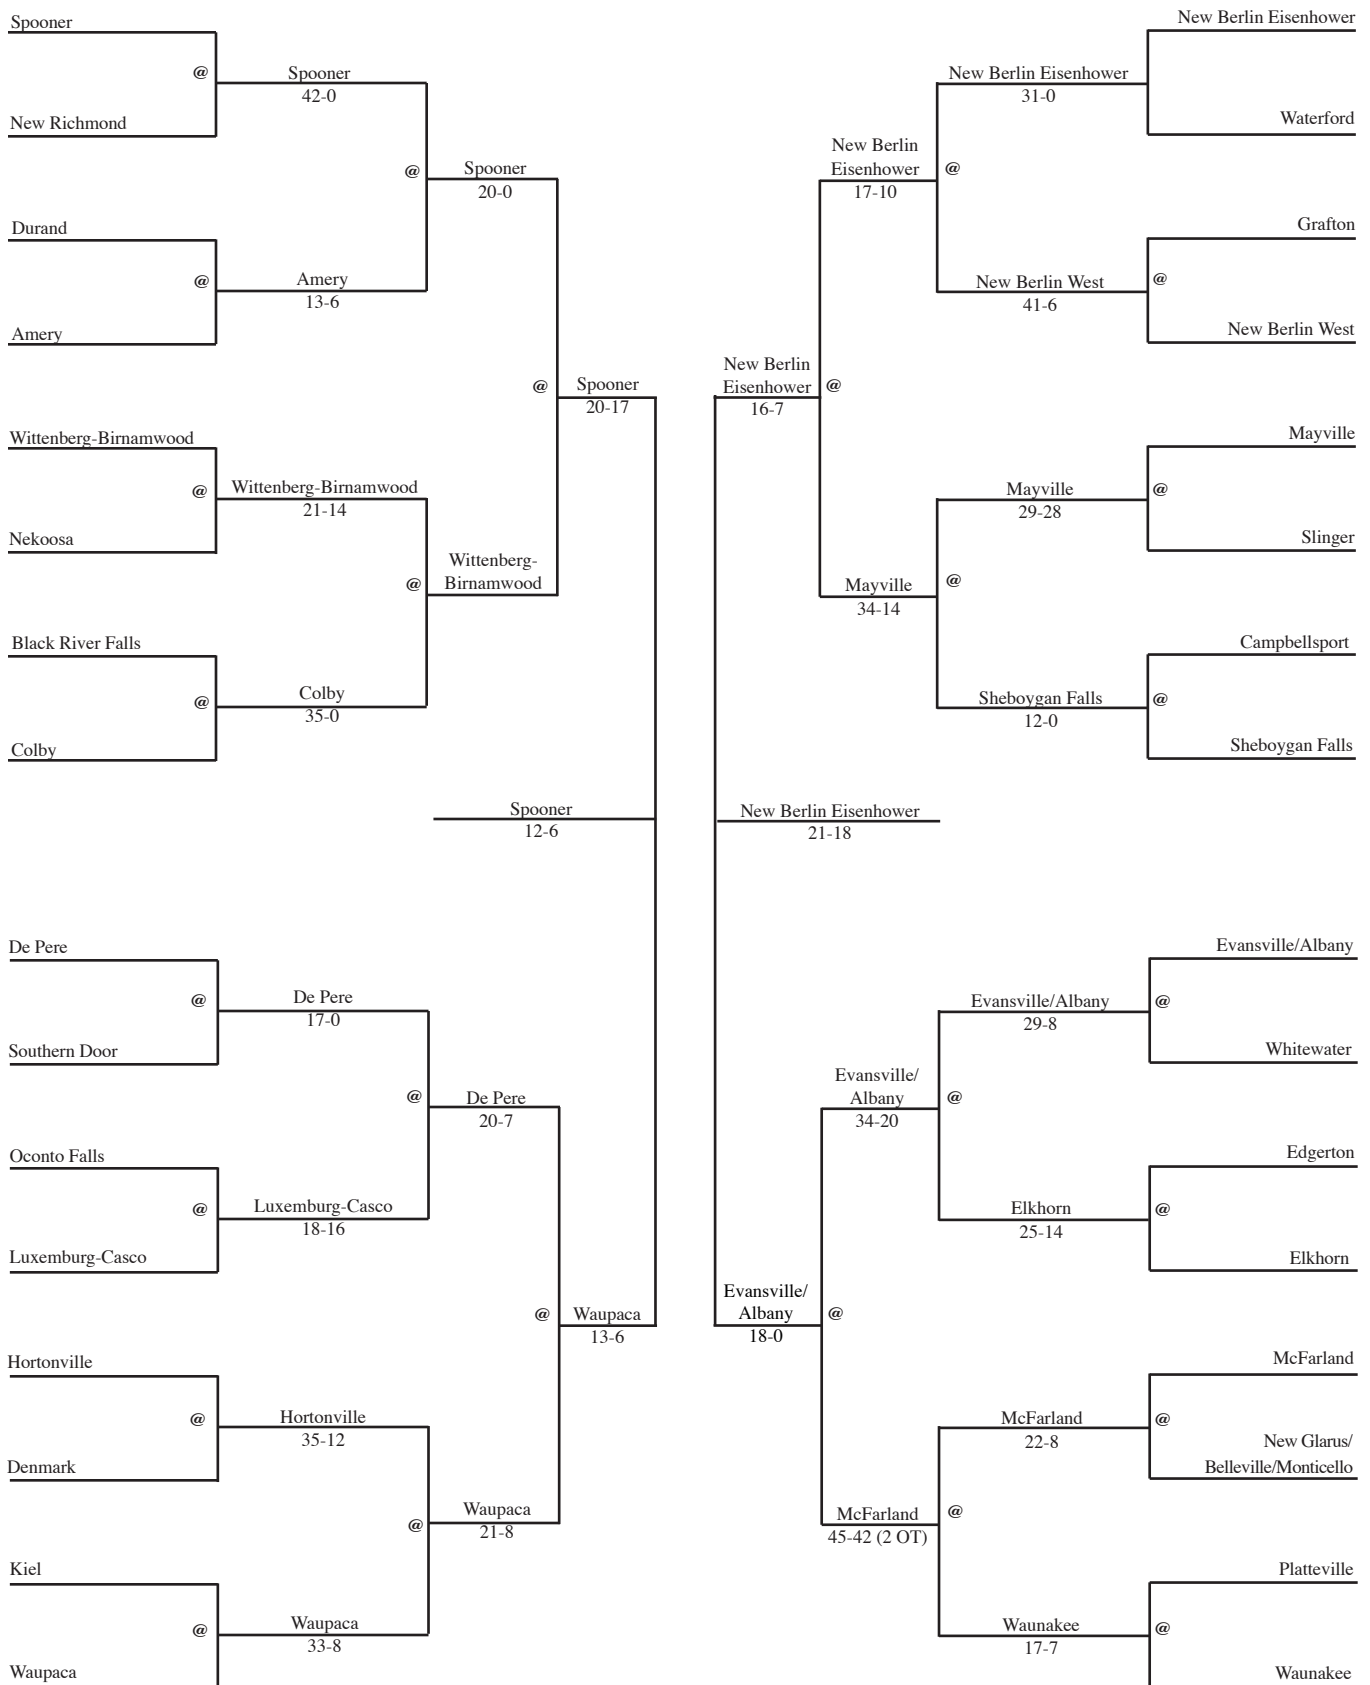 Spooner
@
Spooner
42-0
New Richmond
@
Spooner
20-0
Durand
@
Amery
13-6
Amery
@
Spooner
20-17
Wittenberg-Birnamwood
@
Wittenberg-Birnamwood
21-14
Nekoosa
@
Wittenberg-
Birnamwood
Black River Falls
@
Colby
35-0
Colby
Spooner
12-6
De Pere
@
De Pere
17-0
Southern Door
@
De Pere
20-7
Oconto Falls
@
Luxemburg-Casco
18-16
Luxemburg-Casco
@
Waupaca
13-6
Hortonville
@
Hortonville
35-12
Denmark
@
Waupaca
21-8
Kiel
@
Waupaca
33-8
Waupaca
New Berlin Eisenhower
New Berlin Eisenhower
31-0
Waterford
New Berlin
Eisenhower
17-10
@
Grafton
New Berlin West
41-6
@
New Berlin West
New Berlin
Eisenhower
16-7
@
Mayville
Mayville
29-28
@
Slinger
Mayville
34-14
@
Campbellsport
Sheboygan Falls
12-0
@
Sheboygan Falls
New Berlin Eisenhower
21-18
Evansville/Albany
Evansville/Albany
29-8
@
Whitewater
Evansville/
Albany
34-20
@
Edgerton
Elkhorn
25-14
@
Elkhorn
Evansville/
Albany
18-0
@
McFarland
McFarland
22-8
@
New Glarus/
Belleville/Monticello
McFarland
45-42 (2 OT)
@
Platteville
Waunakee
17-7
@
Waunakee